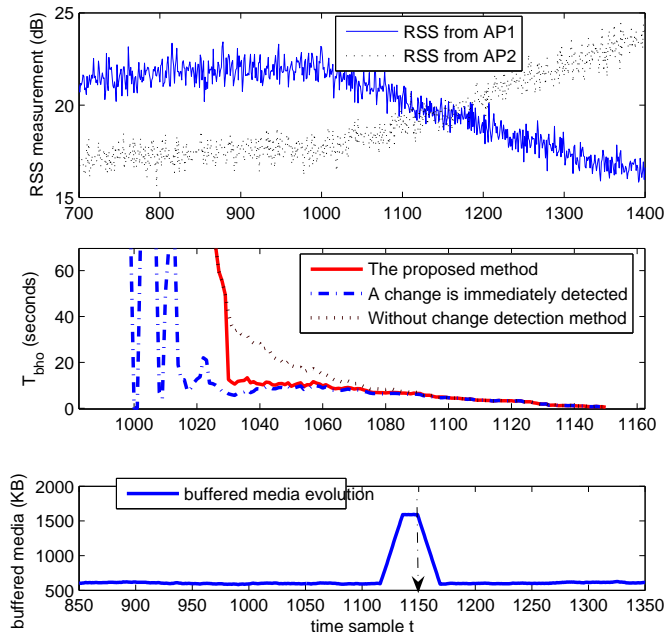 RSS measurement (dB)
25
20
15
RSS from AP1
RSS from AP2
700 800 900 1000 1100 1200 1300 1400
T_bho (seconds)
60
40
20
0
The proposed method
A change is immediately detected
Without change detection method
1000 1020 1040 1060 1080 1100 1120 1140 1162
buffered media (KB)
2000
1500
1000
500
buffered media evolution
850 900 950 1000 1050 1100 1150 1200 1250 1300 1350
time sample t